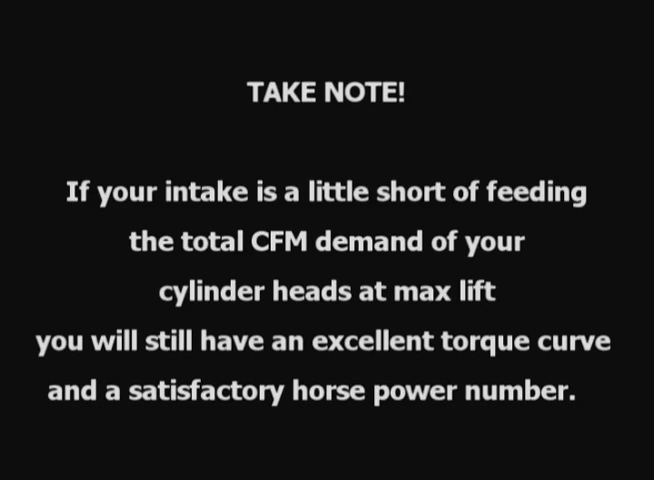 TAKE NOTE!
If your intake is a little short of feeding
the total CFM demand of your
cylinder heads at max lift
you will still have an excellent torque curve
and a satisfactory horse power number.